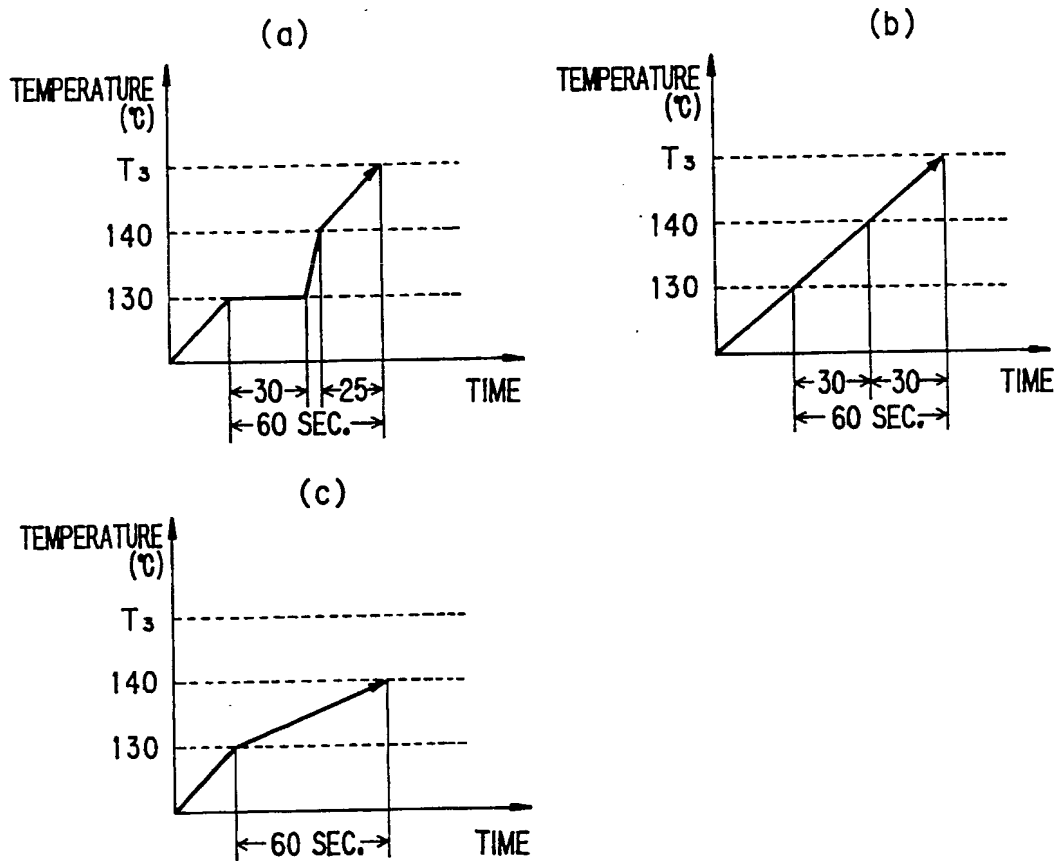 (a)
TEMPERATURE
(℃)
T₃
140
130
30
25
TIME
60 SEC.
(b)
TEMPERATURE
(℃)
T₃
140
130
30
30
TIME
60 SEC.
(c)
TEMPERATURE
(℃)
T₃
140
130
60 SEC.
TIME